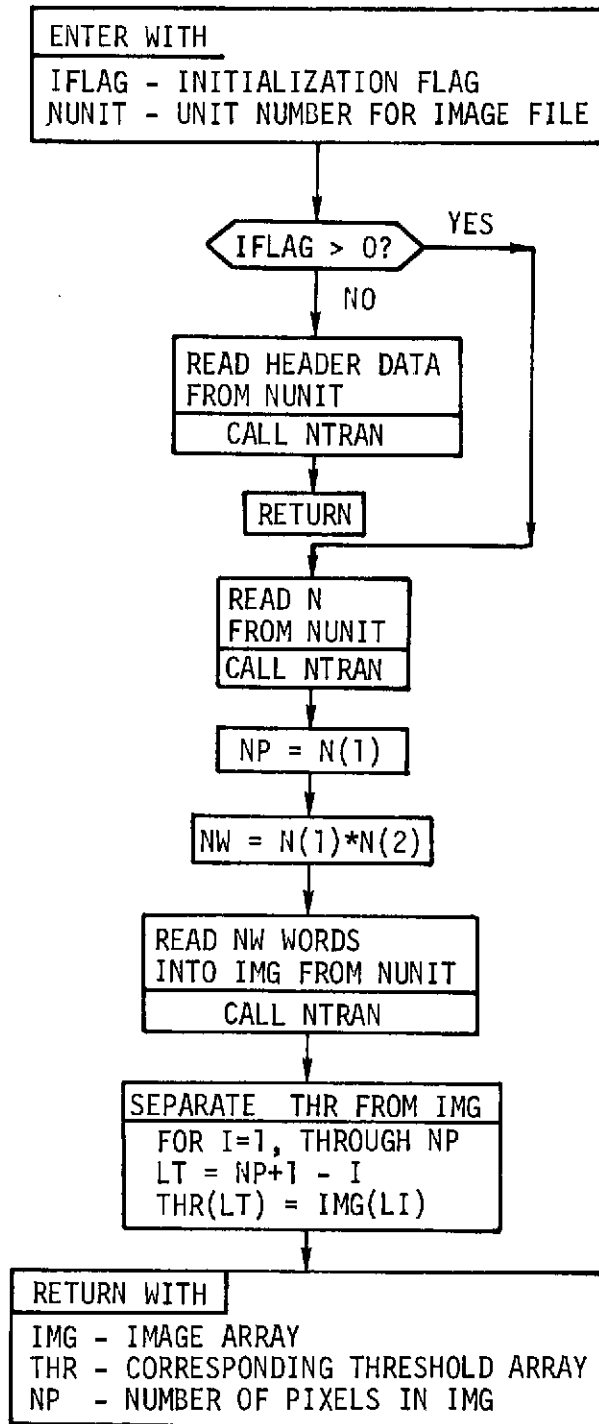 ENTER WITH
IFLAG - INITIALIZATION FLAG
NUNIT - UNIT NUMBER FOR IMAGE FILE
IFLAG > 0?
YES
NO
READ HEADER DATA
FROM NUNIT
CALL NTRAN
RETURN
READ N
FROM NUNIT
CALL NTRAN
NP = N(1)
NW = N(1)*N(2)
READ NW WORDS
INTO IMG FROM NUNIT
CALL NTRAN
SEPARATE THR FROM IMG
FOR I=1, THROUGH NP
LT = NP+1 - I
THR(LT) = IMG(LI)
RETURN WITH
IMG - IMAGE ARRAY
THR - CORRESPONDING THRESHOLD ARRAY
NP - NUMBER OF PIXELS IN IMG